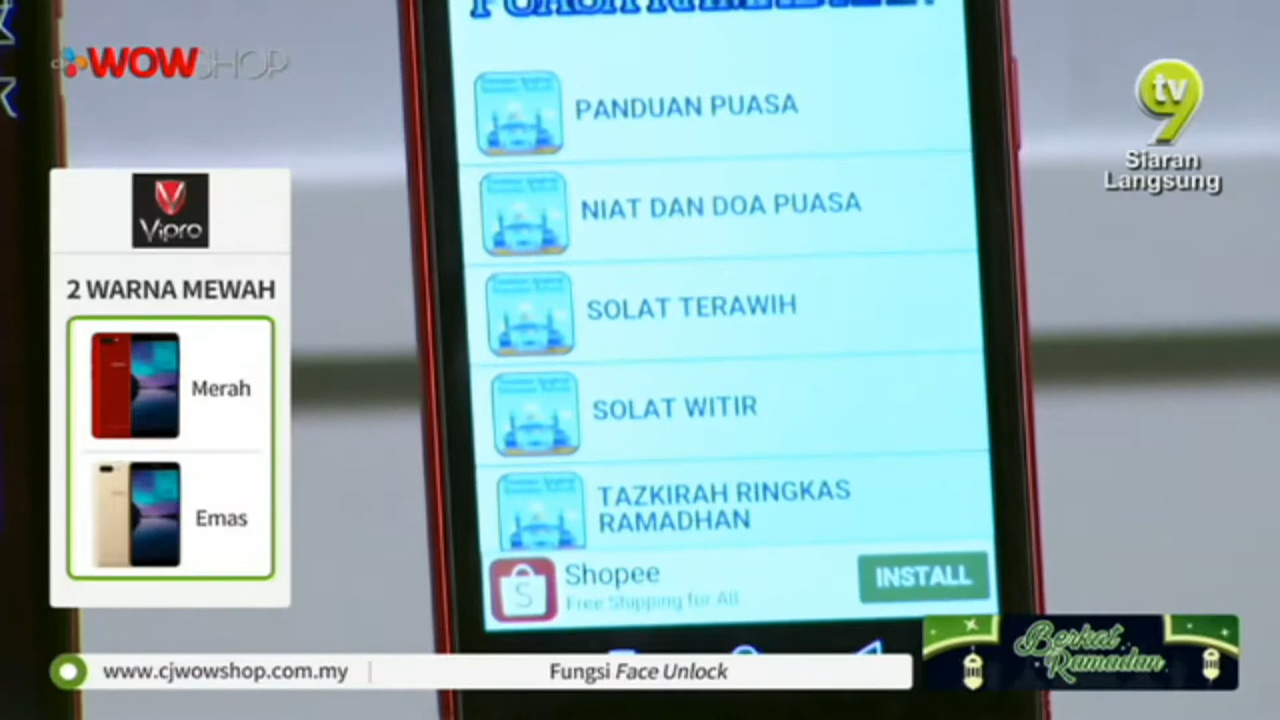 CJ WOWSHOP
tv9
Siaran
Langsung
Vipro
2 WARNA MEWAH
Merah
Emas
PANDUAN PUASA
NIAT DAN DOA PUASA
SOLAT TERAWIH
SOLAT WITIR
TAZKIRAH RINGKAS
RAMADHAN
Shopee
Free Shipping for All
INSTALL
www.cjwowshop.com.my
Fungsi Face Unlock
Berkat
Ramadan